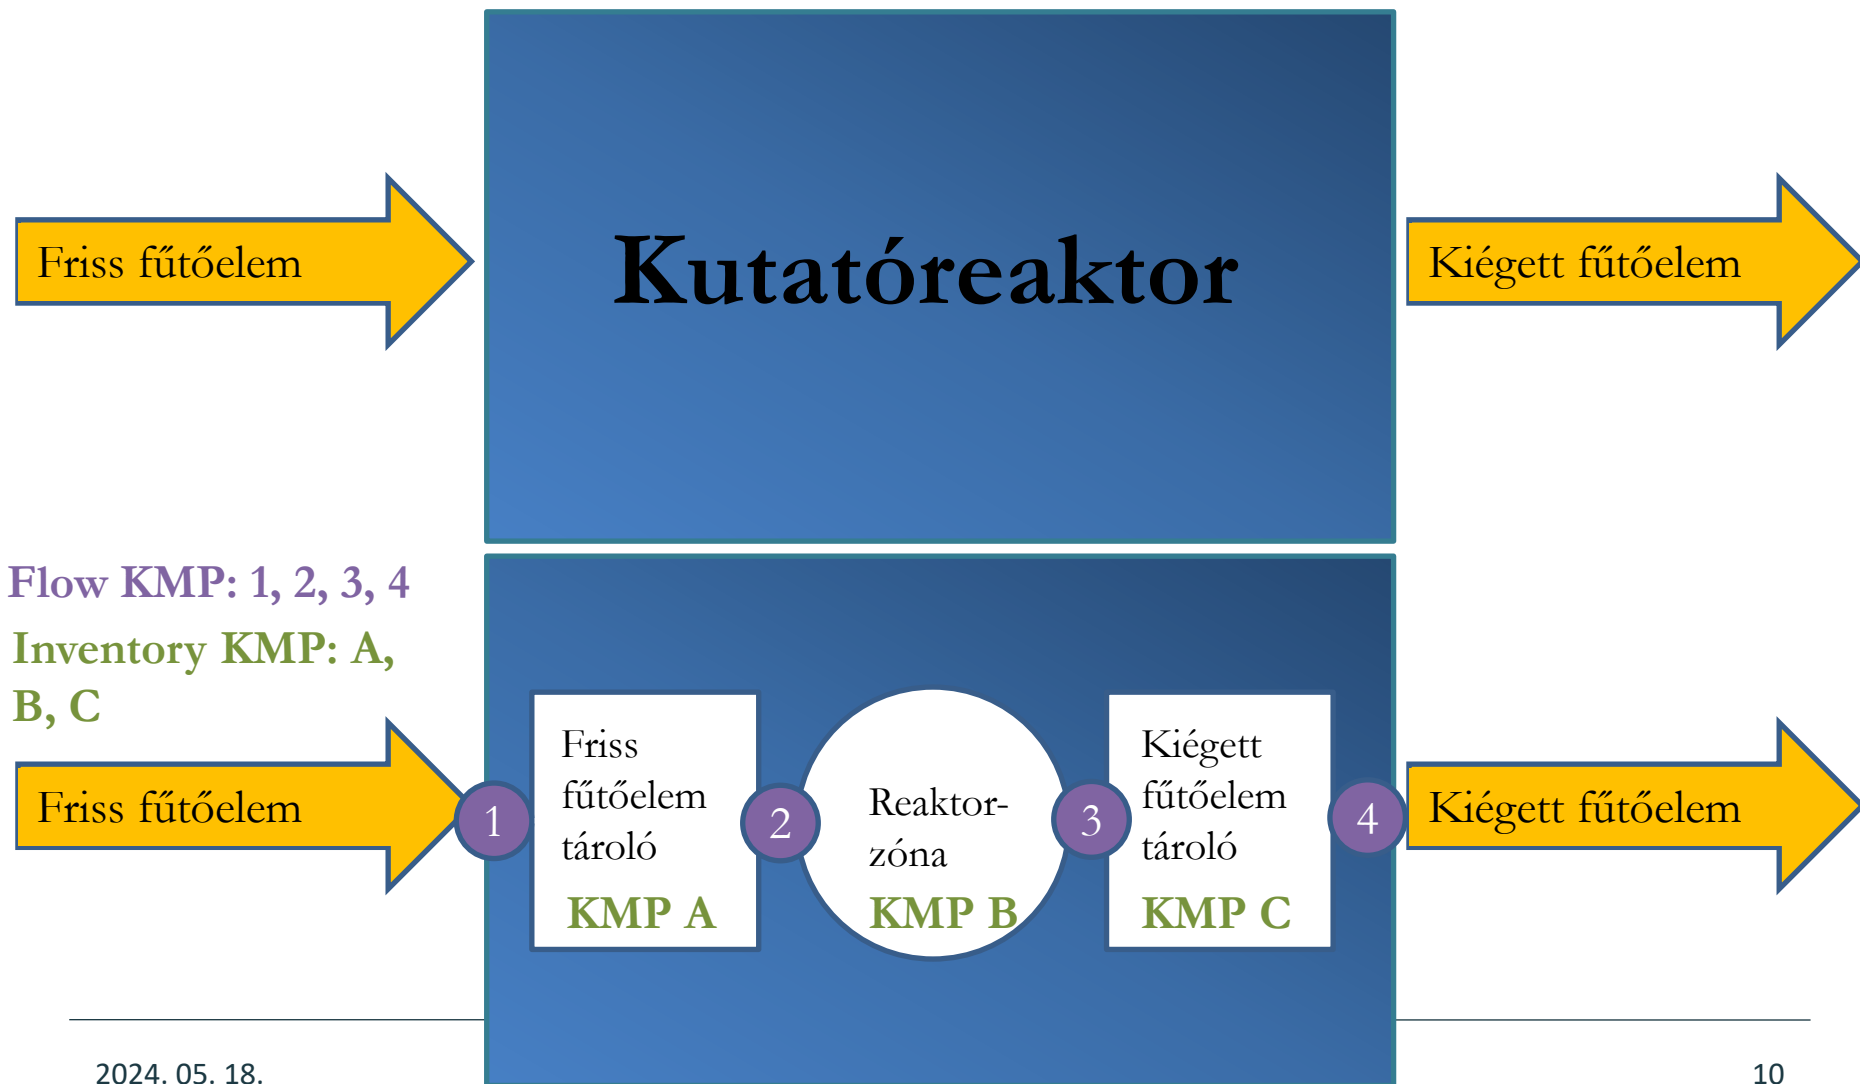 Friss fűtőelem
Kutatóreaktor
Kiégett fűtőelem
Flow KMP: 1, 2, 3, 4
Inventory KMP: A,
B, C
Friss fűtőelem
1
Friss
fűtőelem
tároló
KMP A
2
Reaktor-
zóna
KMP B
3
Kiégett
fűtőelem
tároló
KMP C
4
Kiégett fűtőelem
2024. 05. 18.
10